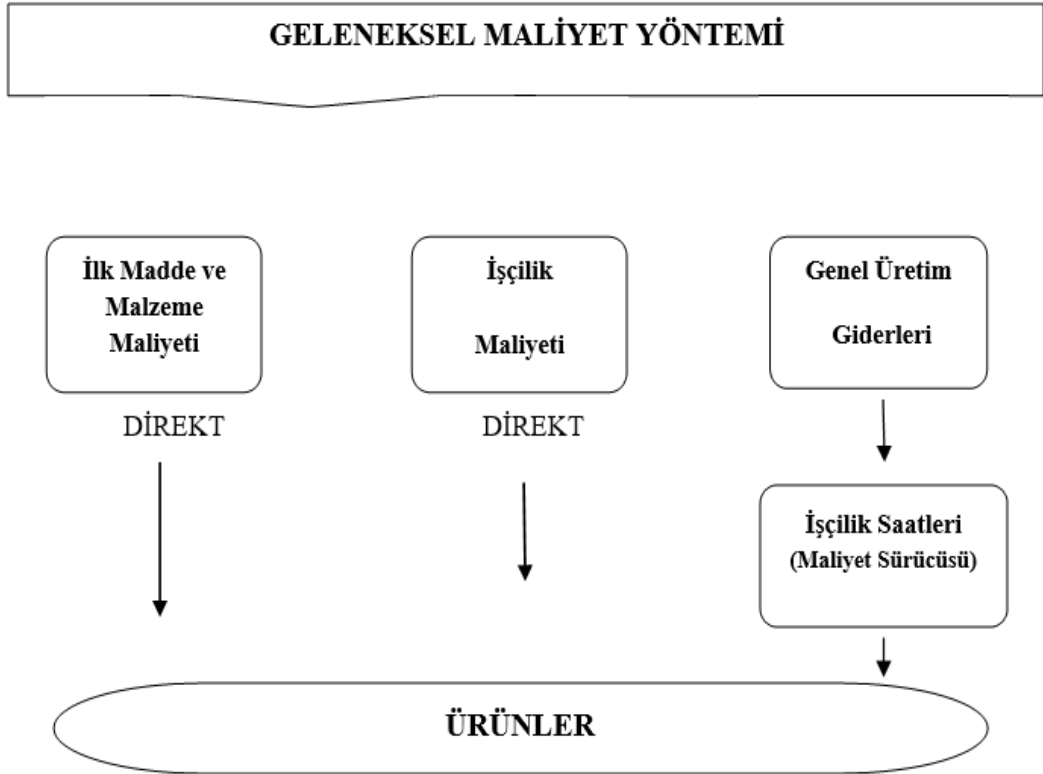 GELENEKSEL MALİYET YÖNTEMİ
İlk Madde ve
Malzeme
Maliyeti
DİREKT
İşçilik
Maliyeti
DİREKT
Genel Üretim
Giderleri
İşçilik Saatleri
(Maliyet Sürücüsü)
ÜRÜNLER